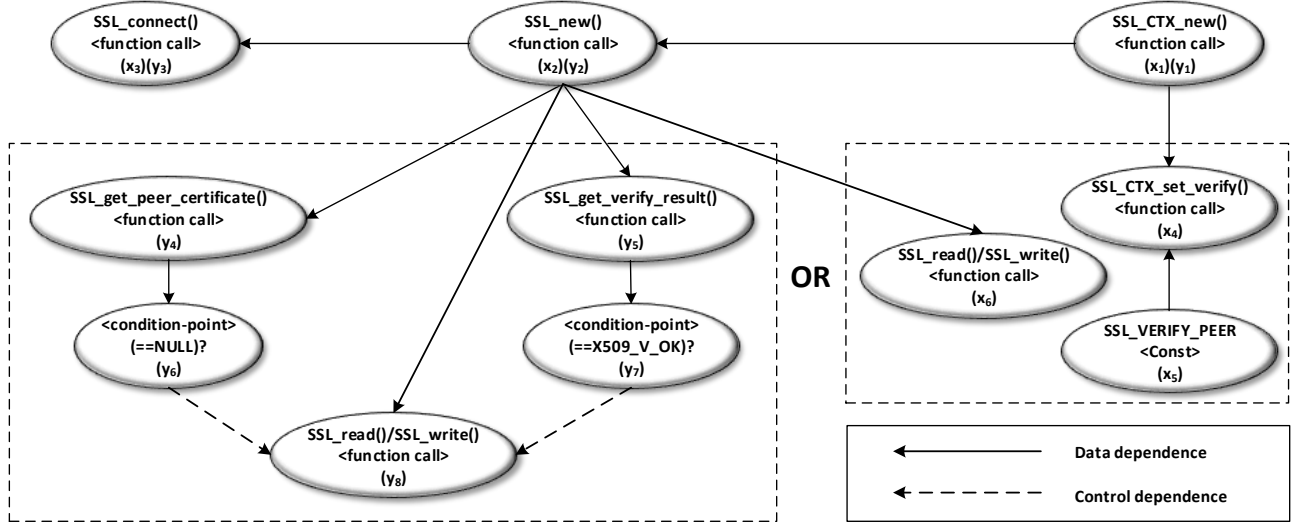 SSL_connect()
<function call>
(x₃)(y₃)
SSL_new()
<function call>
(x₂)(y₂)
SSL_CTX_new()
<function call>
(x₁)(y₁)
SSL_get_peer_certificate()
<function call>
(y₄)
SSL_get_verify_result()
<function call>
(y₅)
<condition-point>
(==NULL)?
(y₆)
<condition-point>
(==X509_V_OK)?
(y₇)
SSL_read()/SSL_write()
<function call>
(y₈)
OR
SSL_CTX_set_verify()
<function call>
(x₄)
SSL_read()/SSL_write()
<function call>
(x₆)
SSL_VERIFY_PEER
<Const>
(x₅)
Data dependence
Control dependence